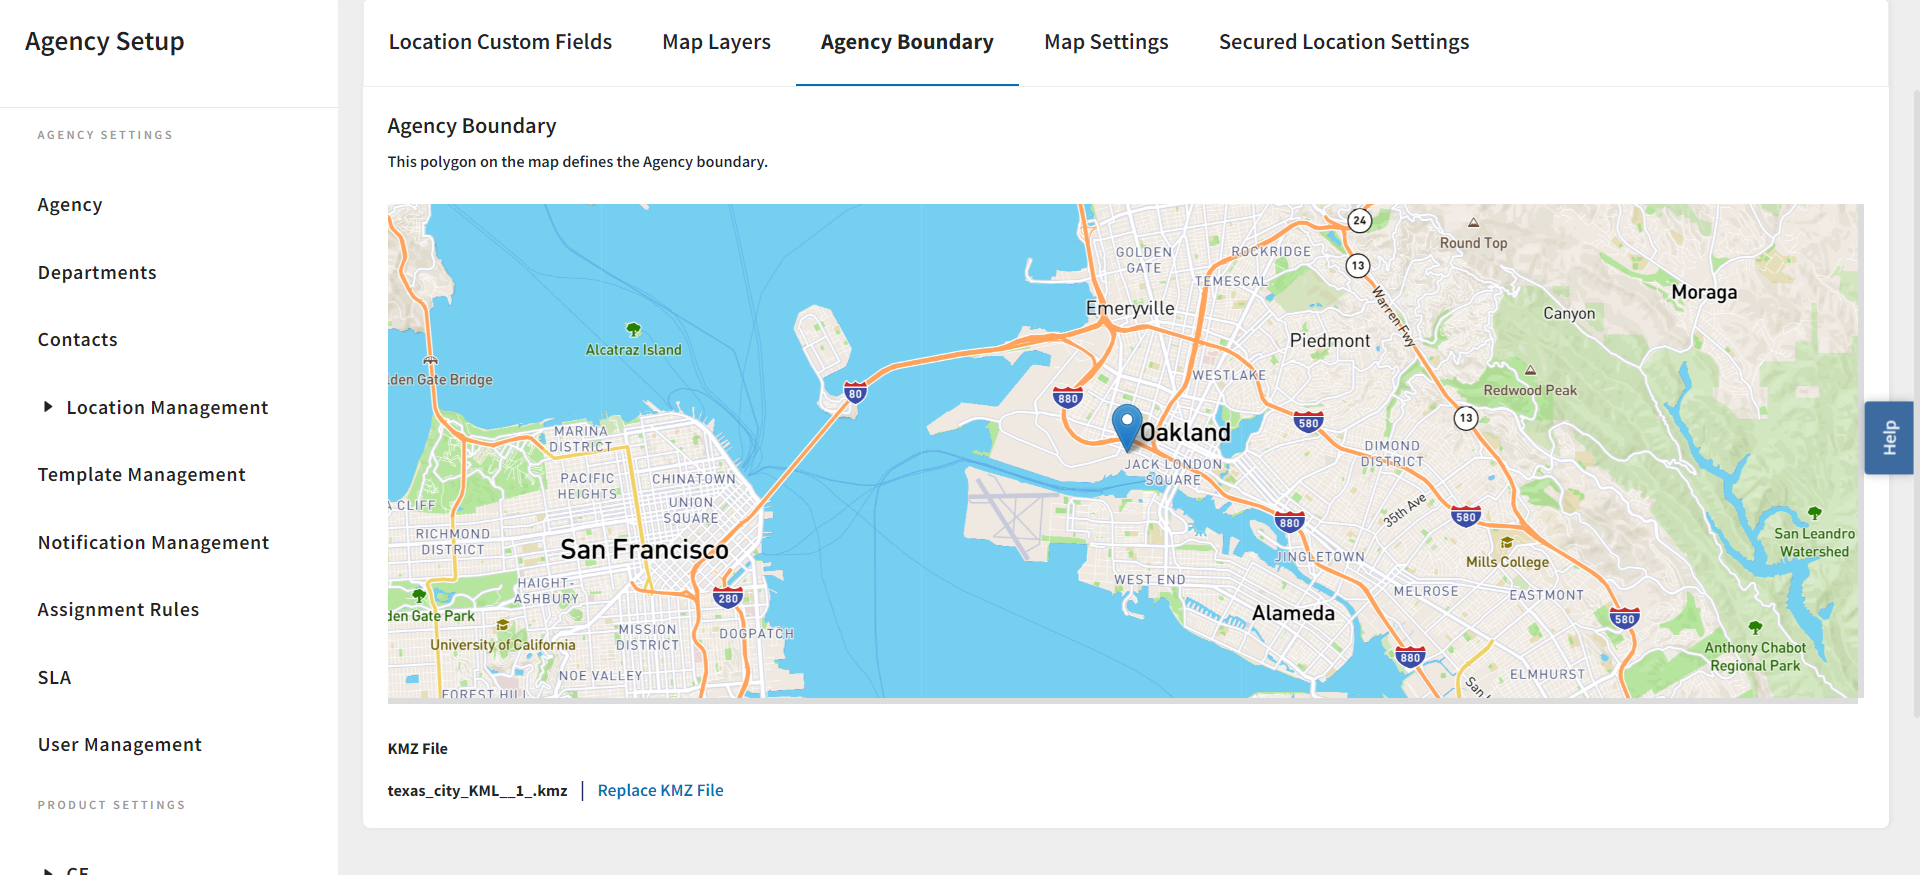 Agency Setup
AGENCY SETTINGS
Agency
Departments
Contacts
Location Management
Template Management
Notification Management
Assignment Rules
SLA
User Management
PRODUCT SETTINGS
CE
Location Custom Fields
Map Layers
Agency Boundary
Map Settings
Secured Location Settings
Agency Boundary
This polygon on the map defines the Agency boundary.
24
Round Top
GOLDEN
GATE
ROCKRIDGE
13
TEMESCAL
Moraga
Emeryville
Warren Fwy
Canyon
Alcatraz Island
Piedmont
lden Gate Bridge
WESTLAKE
Redwood Peak
80
880
580
13
Oakland
MARINA
DISTRICT
DIMOND
DISTRICT
JACK LONDON
SQUARE
PACIFIC
HEIGHTS
CHINATOWN
A CLIFF
UNION
SQUARE
35th Ave
580
880
RICHMOND
DISTRICT
San Francisco
San Leandro
Watershed
JINGLETOWN
Mills College
HAIGHT-
ASHBURY
WEST END
MELROSE
EASTMONT
280
den Gate Park
Alameda
580
University of California
MISSION
DISTRICT
DOGPATCH
Anthony Chabot
Regional Park
880
NOE VALLEY
ELMHURST
FOREST HILL
San L
Help
KMZ File
texas_city_KML__1_.kmz
Replace KMZ File